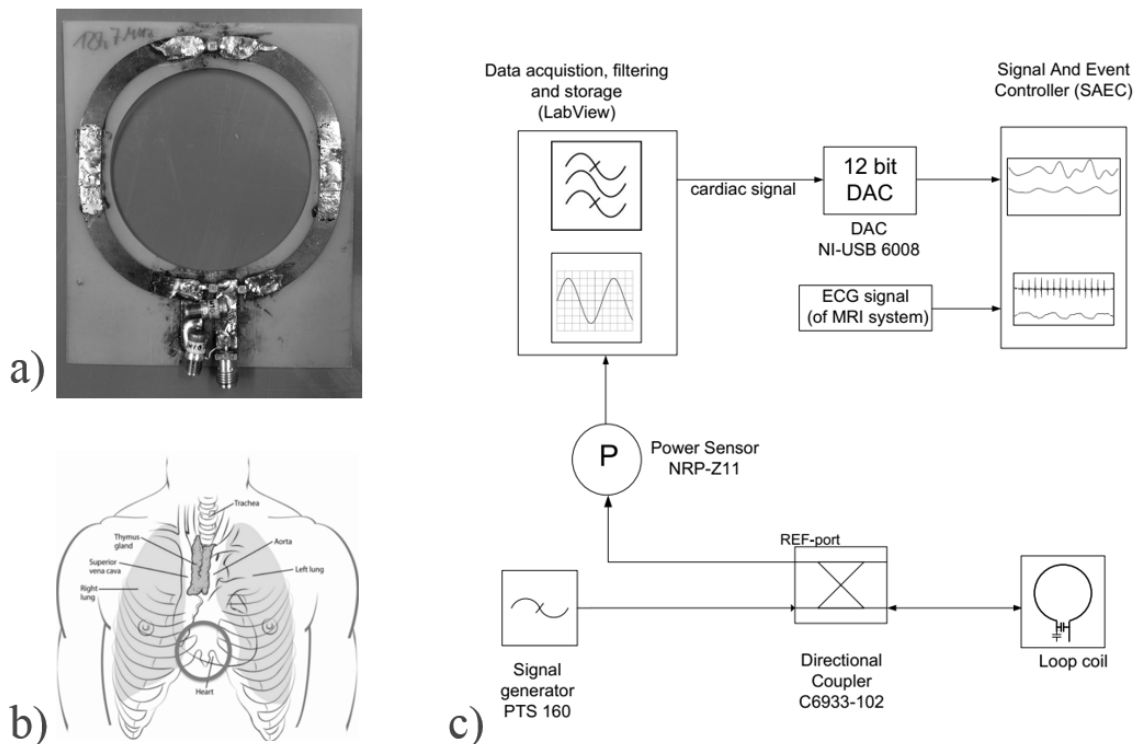 a)
b)
Trachea
Thymus
gland
Aorta
Superior
vena cava
Left lung
Right
lung
Heart
c)
Data acquistion, filtering
and storage
(LabView)
Signal And Event
Controller (SAEC)
cardiac signal
12 bit
DAC
DAC
NI-USB 6008
ECG signal
(of MRI system)
P
Power Sensor
NRP-Z11
REF-port
Signal
generator
PTS 160
Directional
Coupler
C6933-102
Loop coil